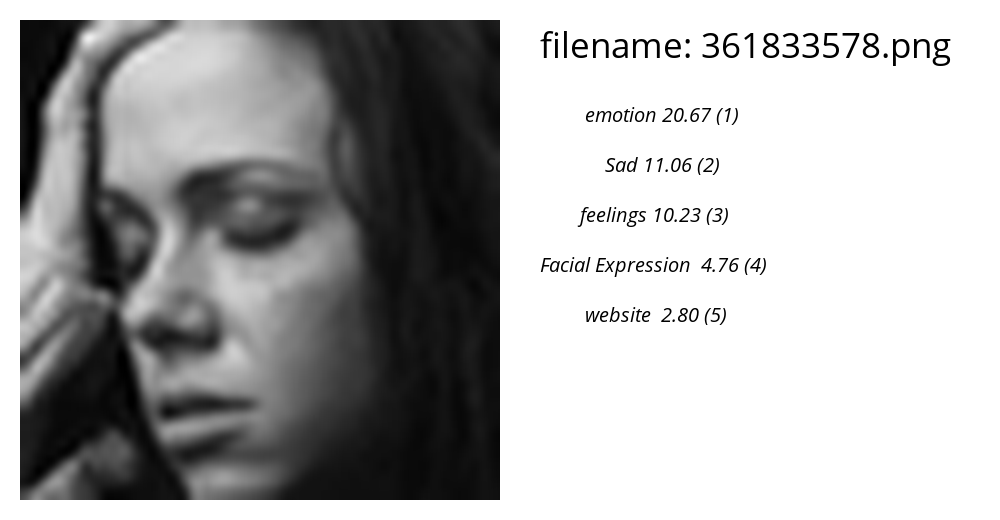 filename: 361833578.png
emotion 20.67 (1)
Sad 11.06 (2)
feelings 10.23 (3)
Facial Expression 4.76 (4)
website 2.80 (5)